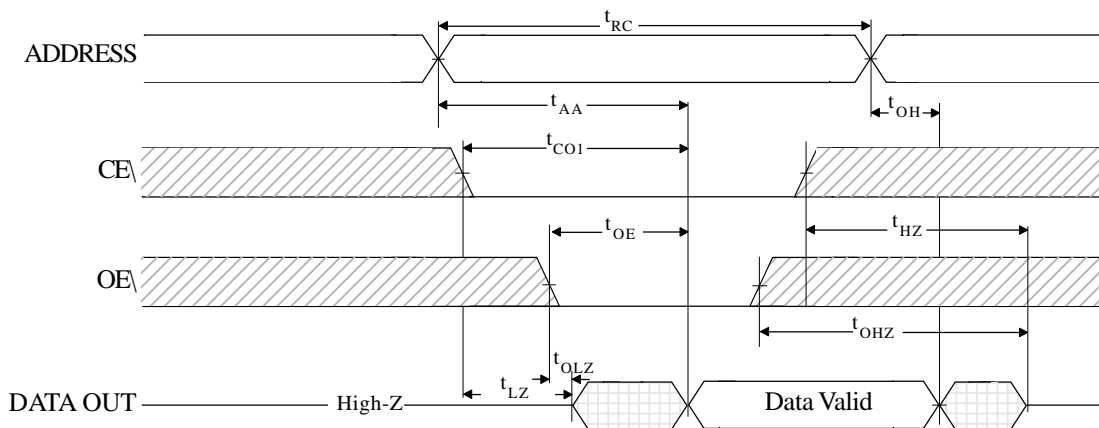 tRC
ADDRESS
tAA
tOH
tCO1
CE\
tOE
tHZ
OE\
tOHZ
tOLZ
tLZ
DATA OUT
High-Z
Data Valid